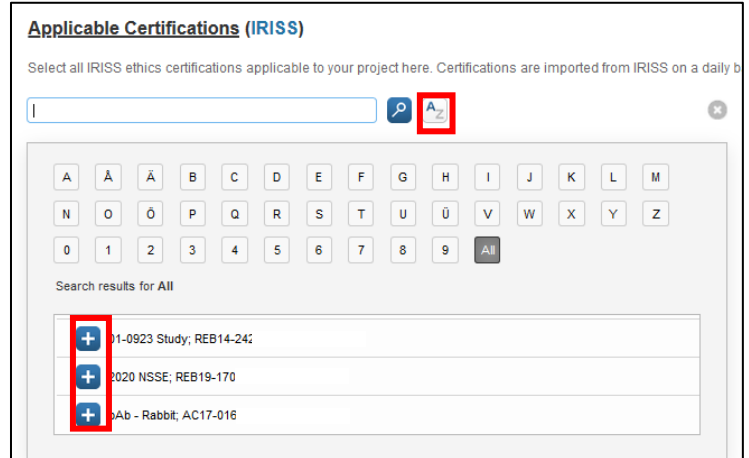 Applicable Certifications (IRISS)
Select all IRISS ethics certifications applicable to your project here. Certifications are imported from IRISS on a daily b
AZ
A Å Ä B C D E F G H I J K L M
N O Ö P Q R S T U Ü V W X Y Z
0 1 2 3 4 5 6 7 8 9 All
Search results for All
01-0923 Study; REB14-242
2020 NSSE; REB19-170
pAb - Rabbit; AC17-016